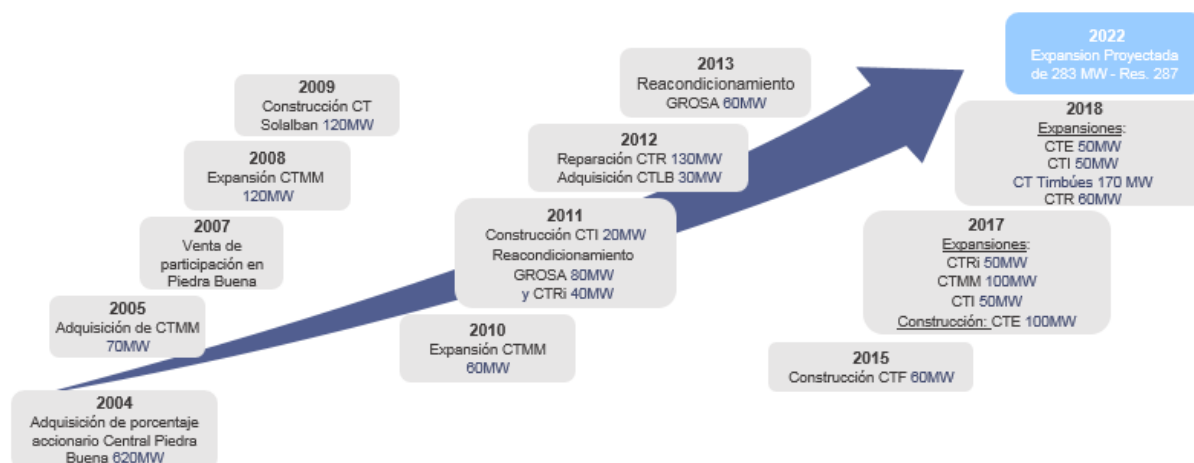 2004
Adquisición de porcentaje
accionario Central Piedra
Buena 620MW
2005
Adquisición de CTMM
70MW
2007
Venta de
participación en
Piedra Buena
2008
Expansión CTMM
120MW
2009
Construcción CT
Solalban 120MW
2010
Expansión CTMM
60MW
2011
Construcción CTI 20MW
Reacondicionamiento
GROSA 80MW
y CTRi 40MW
2012
Reparación CTR 130MW
Adquisición CTLB 30MW
2013
Reacondicionamiento
GROSA 60MW
2015
Construcción CTF 60MW
2017
Expansiones:
CTRi 50MW
CTMM 100MW
CTI 50MW
Construcción: CTE 100MW
2018
Expansiones:
CTE 50MW
CTI 50MW
CT Timbúes 170 MW
CTR 60MW
2022
Expansion Proyectada
de 283 MW - Res. 287